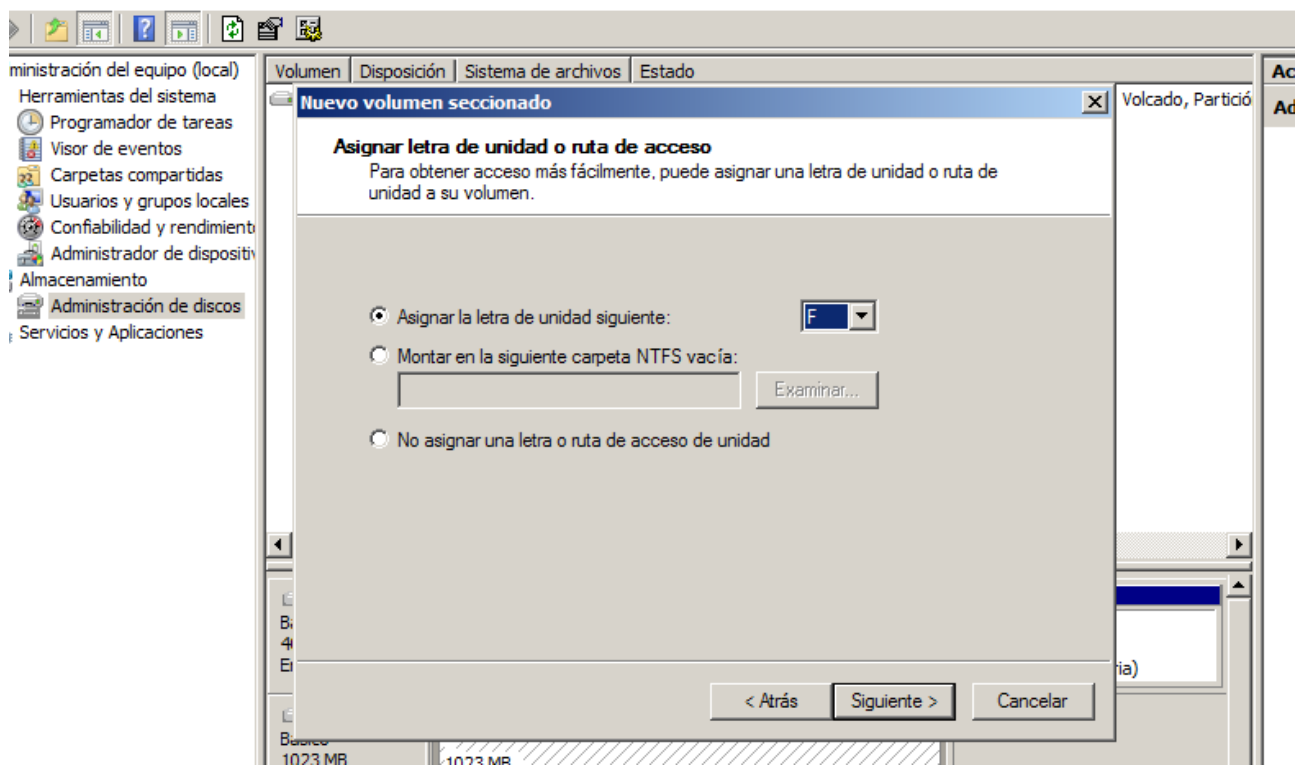 ministración del equipo (local)
Herramientas del sistema
Programador de tareas
Visor de eventos
Carpetas compartidas
Usuarios y grupos locales
Confiabilidad y rendimient
Administrador de dispositiv
Almacenamiento
Administración de discos
Servicios y Aplicaciones
Volumen Disposición Sistema de archivos Estado
Ac
Ad
Volcado, Partició
Nuevo volumen seccionado
Asignar letra de unidad o ruta de acceso
Para obtener acceso más fácilmente, puede asignar una letra de unidad o ruta de
unidad a su volumen.
Asignar la letra de unidad siguiente: F
Montar en la siguiente carpeta NTFS vacía:
Examinar...
No asignar una letra o ruta de acceso de unidad
< Atrás Siguiente > Cancelar
ria)
Básico
1023 MB
1023 MB